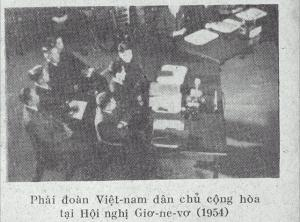 Phái đoàn Việt-nam dân chủ cộng hòa
tại Hội nghị Giơ-ne-vơ (1954)